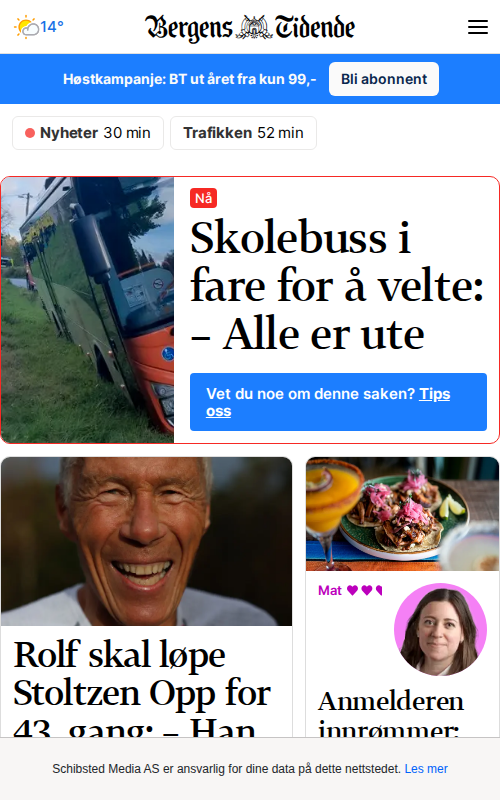 14°
Bergens Tidende
Høstkampanje: BT ut året fra kun 99,-
Bli abonnent
Nyheter 30 min
Trafikken 52 min
Nå
Skolebuss i
fare for å velte:
– Alle er ute
Vet du noe om denne saken? Tips
oss
Rolf skal løpe
Stoltzen Opp for
43. gang: – Han
Mat
Anmelderen
innrømmer:
Schibsted Media AS er ansvarlig for dine data på dette nettstedet. Les mer